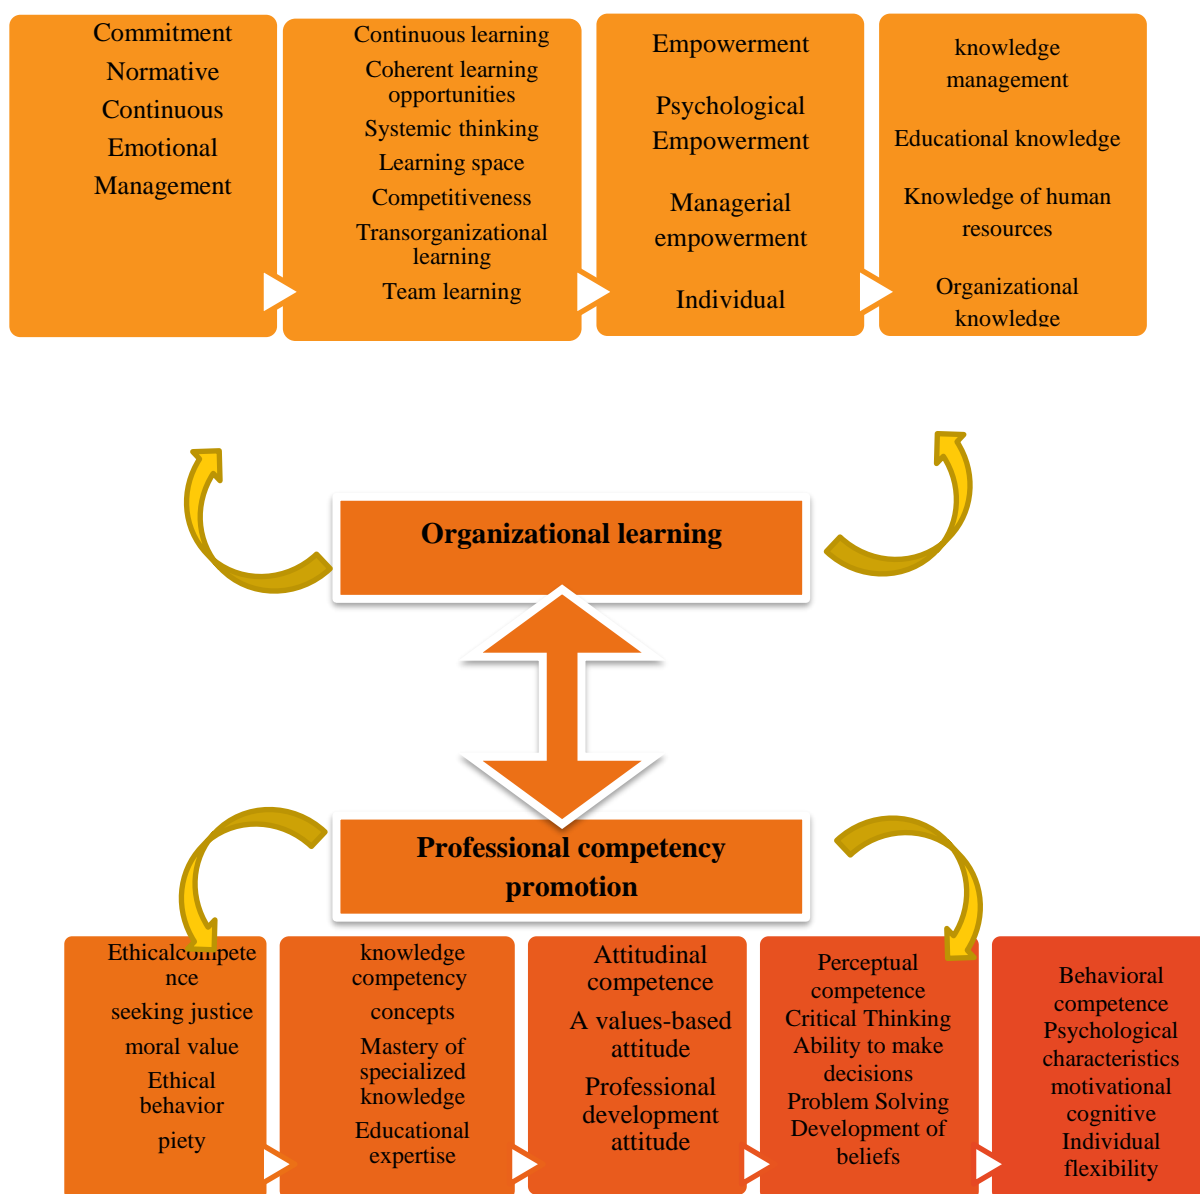 Commitment
Normative
Continuous
Emotional
Management
Continuous learning
Coherent learning
opportunities
Systemic thinking
Learning space
Competitiveness
Transorganizational
learning
Team learning
Empowerment
Psychological
Empowerment
Managerial
empowerment
Individual
knowledge
management
Educational knowledge
Knowledge of human
resources
Organizational
knowledge
Organizational learning
Professional competency
promotion
Ethicalcompete
nce
seeking justice
moral value
Ethical
behavior
piety
knowledge
competency
concepts
Mastery of
specialized
knowledge
Educational
expertise
Attitudinal
competence
A values-based
attitude
Professional
development
attitude
Perceptual
competence
Critical Thinking
Ability to make
decisions
Problem Solving
Development of
beliefs
Behavioral
competence
Psychological
characteristics
motivational
cognitive
Individual
flexibility